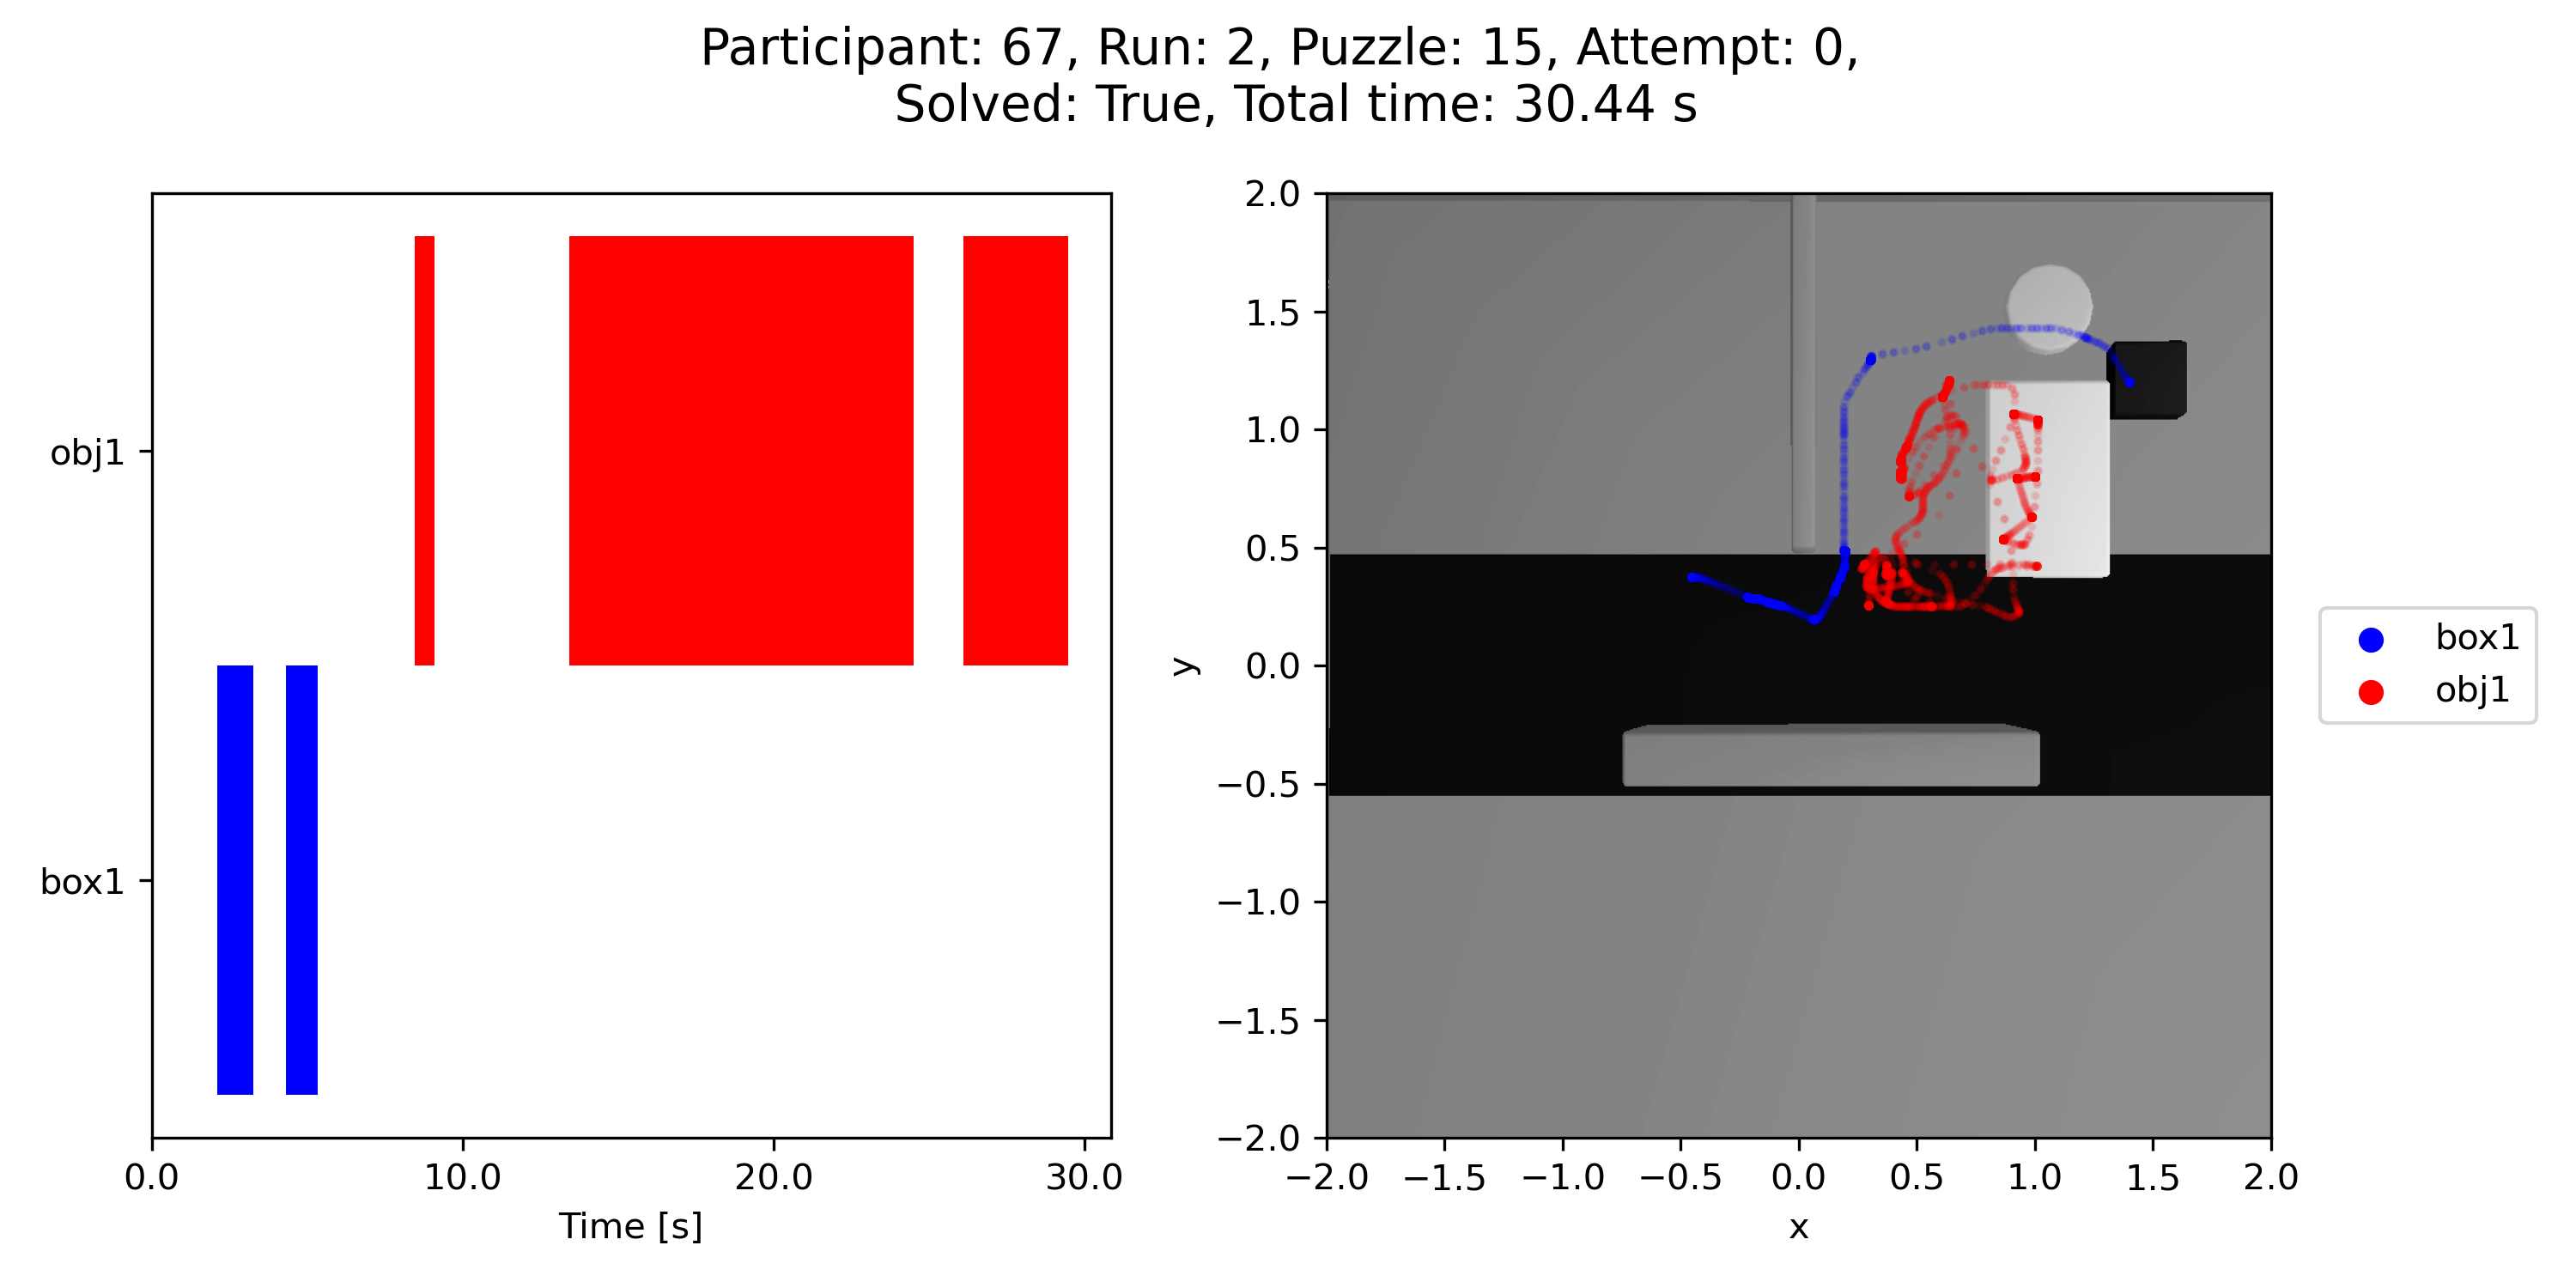 Participant: 67, Run: 2, Puzzle: 15, Attempt: 0,
Solved: True, Total time: 30.44 s
obj1
box1
0.0 10.0 20.0 30.0
Time [s]
2.0
1.5
1.0
0.5
0.0
−0.5
−1.0
−1.5
−2.0
y
−2.0 −1.5 −1.0 −0.5 0.0 0.5 1.0 1.5 2.0
x
box1
obj1